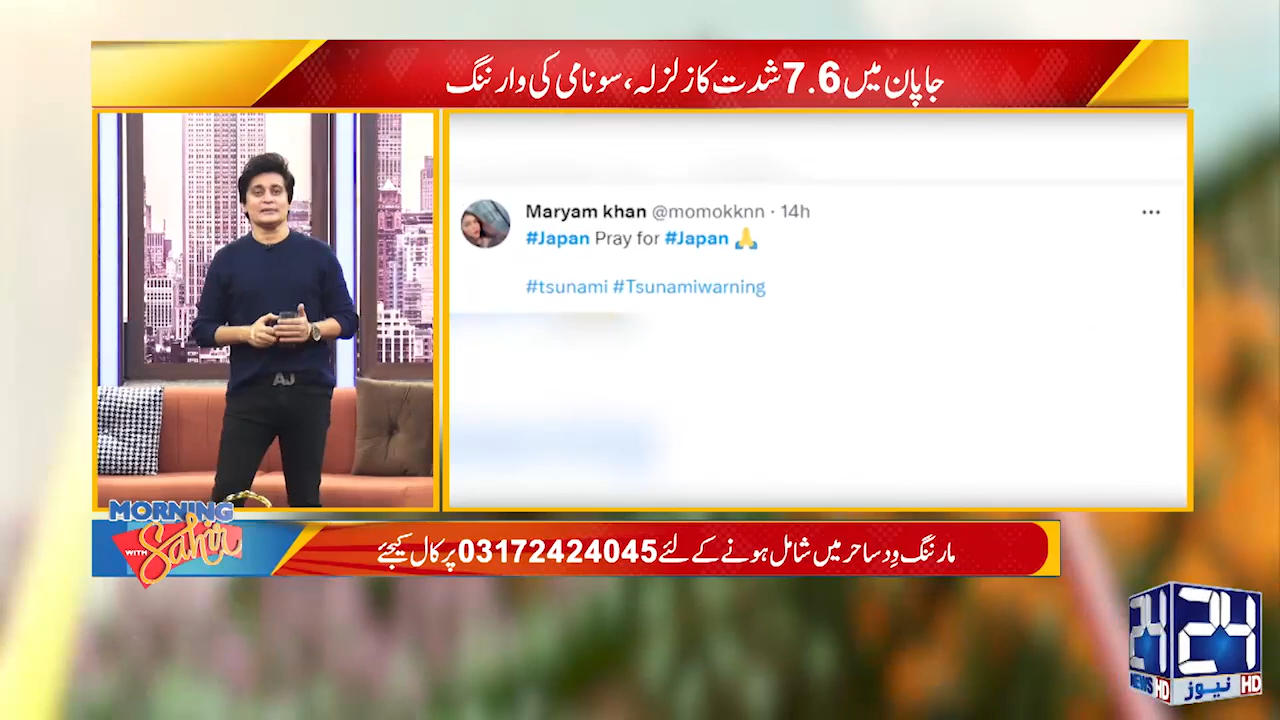 جاپان میں 7.6 شدت کا زلزلہ، سونامی کی وارننگ
Maryam khan @momokknn · 14h
#Japan Pray for #Japan 🙏
#tsunami #Tsunamiwarning
AJ
MORNING
WITH Sahir
مارننگ وِد ساحر میں شامل ہونے کے لئے 03172424045 پر کال کیجئے
24 24
NEWS HD نیوز HD